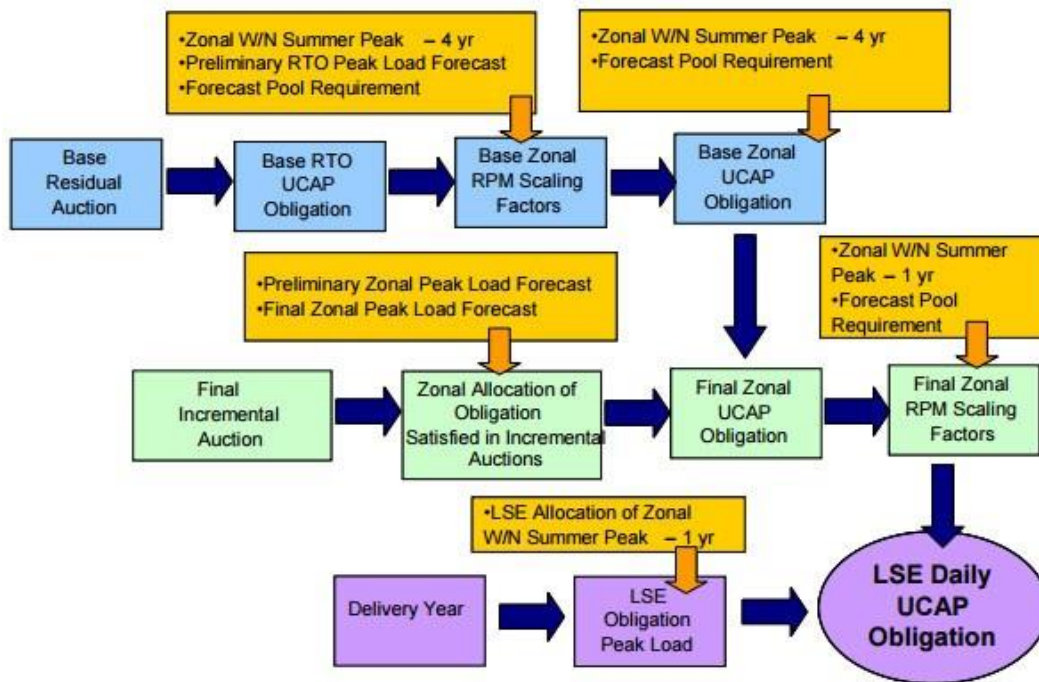 •Zonal W/N Summer Peak – 4 yr
•Preliminary RTO Peak Load Forecast
•Forecast Pool Requirement
•Zonal W/N Summer Peak – 4 yr
•Forecast Pool Requirement
Base
Residual
Auction
Base RTO
UCAP
Obligation
Base Zonal
RPM Scaling
Factors
Base Zonal
UCAP
Obligation
•Preliminary Zonal Peak Load Forecast
•Final Zonal Peak Load Forecast
•Zonal W/N Summer
Peak – 1 yr
•Forecast Pool
Requirement
Final
Incremental
Auction
Zonal Allocation of
Obligation
Satisfied in Incremental
Auctions
Final Zonal
UCAP
Obligation
Final Zonal
RPM Scaling
Factors
•LSE Allocation of Zonal
W/N Summer Peak – 1 yr
Delivery Year
LSE
Obligation
Peak Load
LSE Daily
UCAP
Obligation